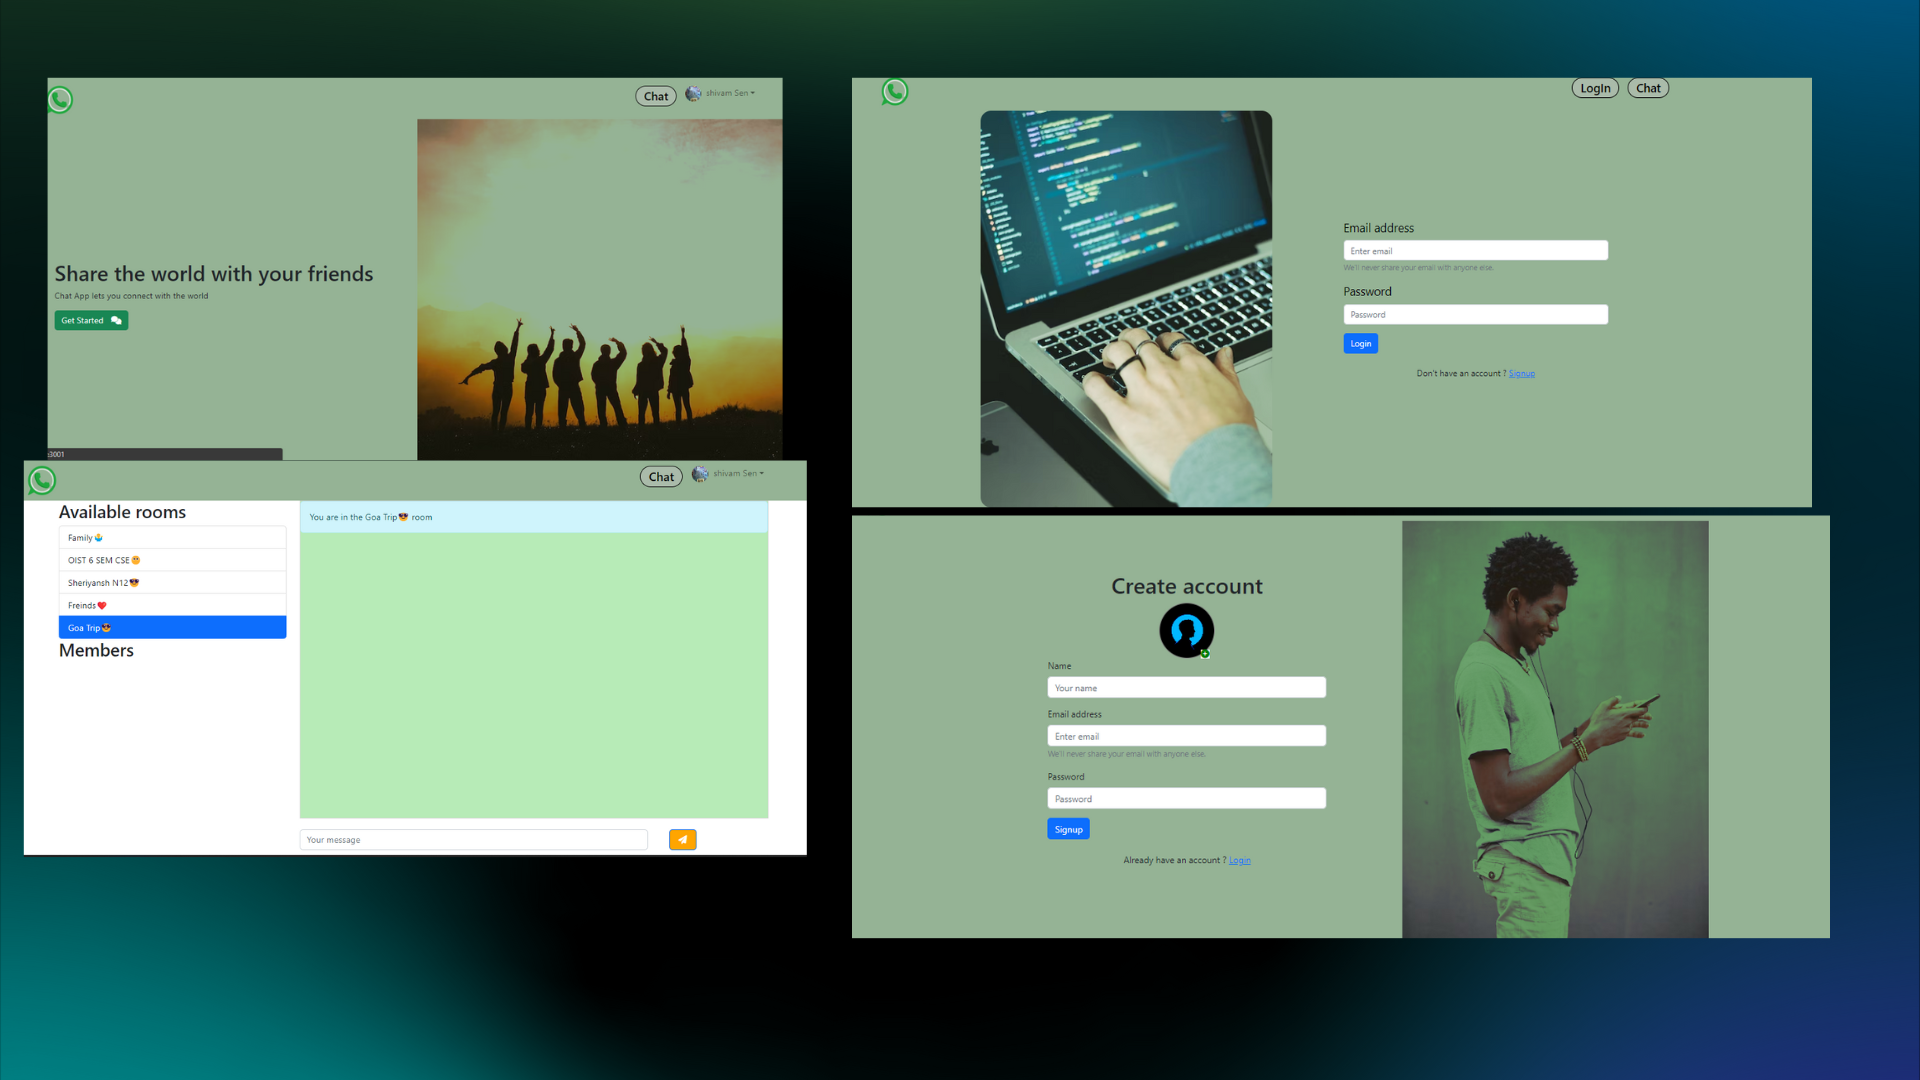 Chat
shivam Sen
Share the world with your friends
Chat App lets you connect with the world
Get Started
:3001
Chat
shivam Sen
Available rooms
Family🤹
OIST 6 SEM CSE😬
Sheriyansh N12😎
Freinds❤️
Goa Trip😎
Members
You are in the Goa Trip😎 room
Your message
LogIn
Chat
Email address
Enter email
We'll never share your email with anyone else.
Password
Password
Login
Don't have an account ? Signup
Create account
Name
Your name
Email address
Enter email
We'll never share your email with anyone else.
Password
Password
Signup
Already have an account ? Login